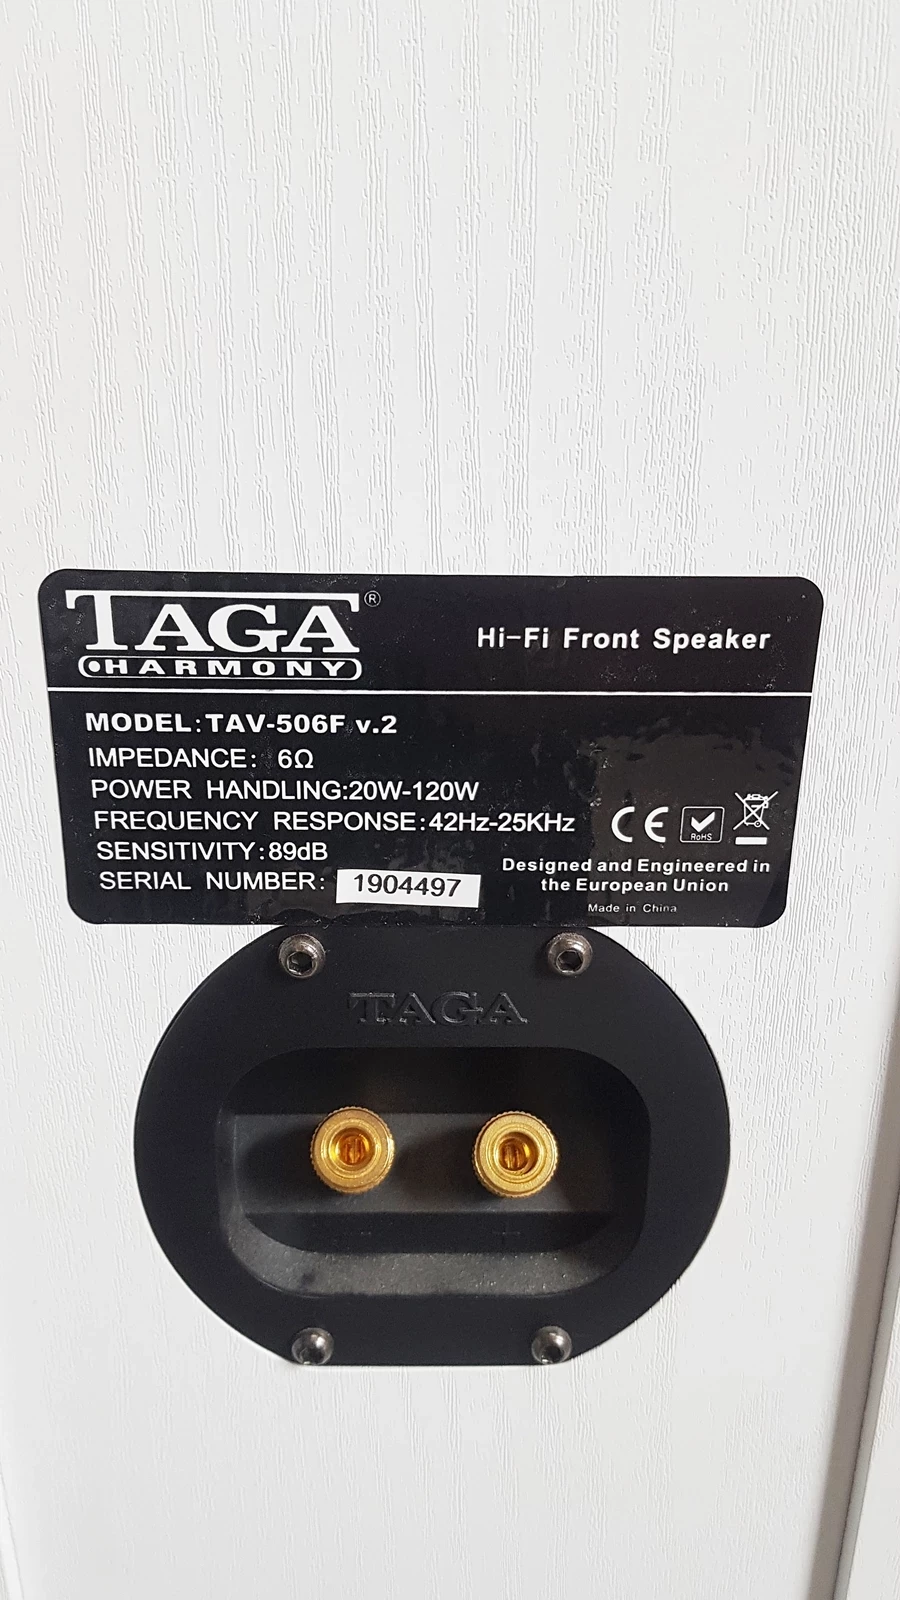 TAGA®
HARMONY
Hi-Fi Front Speaker
MODEL:TAV-506F v.2
IMPEDANCE: 6Ω
POWER HANDLING:20W-120W
FREQUENCY RESPONSE:42Hz-25KHz
SENSITIVITY:89dB
SERIAL NUMBER: 1904497
CE
RoHS
Designed and Engineered in
the European Union
Made in China
TAGA